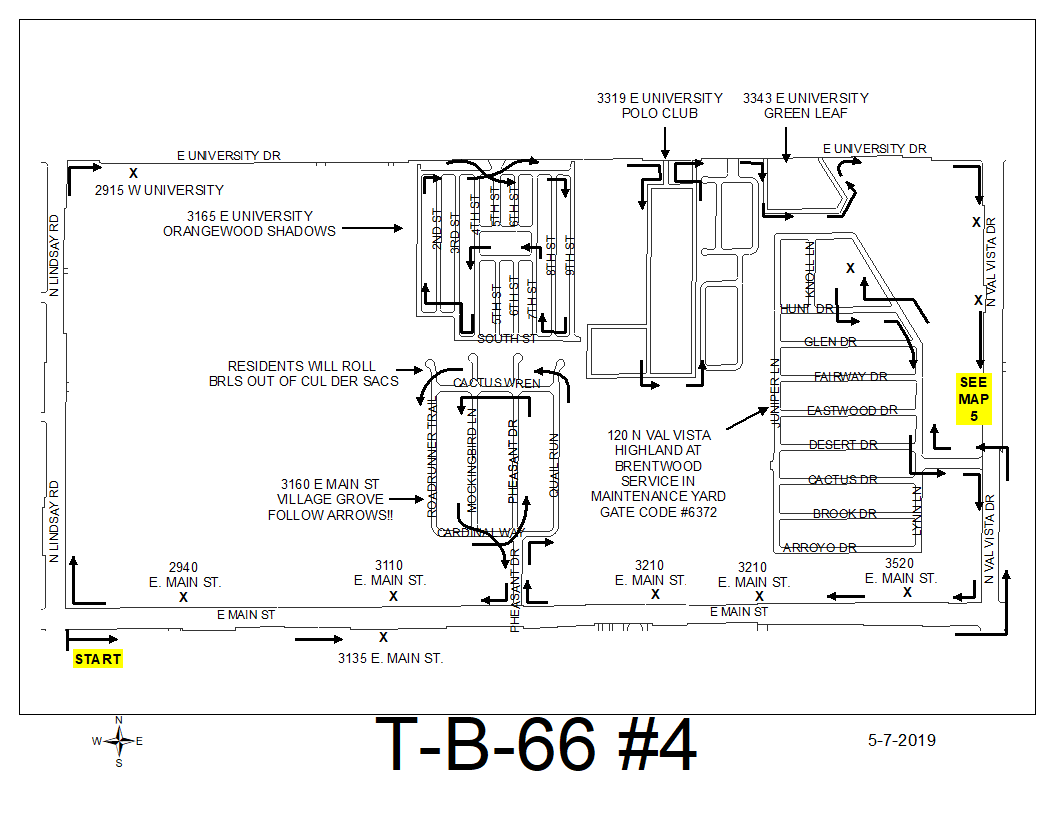 3319 E UNIVERSITY
POLO CLUB
3343 E UNIVERSITY
GREEN LEAF
E UNIVERSITY DR
E UNIVERSITY DR
X
2915 W UNIVERSITY
3165 E UNIVERSITY
ORANGEWOOD SHADOWS
N LINDSAY RD
2ND ST
3RD ST
4TH ST
5TH ST
6TH ST
8TH ST
9TH ST
5TH ST
6TH ST
7TH ST
SOUTH ST
X
N VAL VISTA DR
X
X
KNOLL LN
HUNT DR
GLEN DR
FAIRWAY DR
EASTWOOD DR
DESERT DR
CACTUS DR
BROOK DR
ARROYO DR
JUNIPER LN
LYNN LN
SEE
MAP
5
RESIDENTS WILL ROLL
BRLS OUT OF CUL DER SACS
CACTUS WREN
ROADRUNNER TRAIL
MOCKINGBIRD LN
PHEASANT DR
QUAIL RUN
CARDINAL WAY
PHEASANT DR
3160 E MAIN ST
VILLAGE GROVE
FOLLOW ARROWS!!
120 N VAL VISTA
HIGHLAND AT
BRENTWOOD
SERVICE IN
MAINTENANCE YARD
GATE CODE #6372
N LINDSAY RD
N VAL VISTA DR
2940
E. MAIN ST.
X
3110
E. MAIN ST.
X
3210
E. MAIN ST.
X
3210
E. MAIN ST.
X
3520
E. MAIN ST.
X
E MAIN ST
E MAIN ST
START
X
3135 E. MAIN ST.
N
W
E
S
T-B-66 #4
5-7-2019